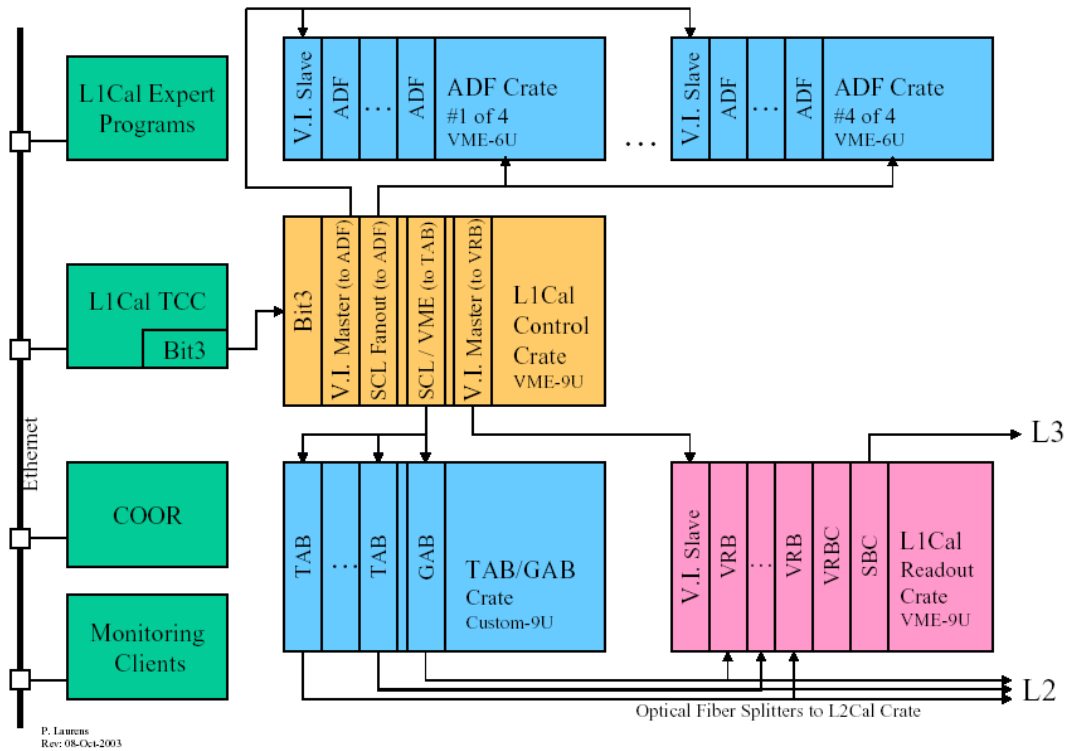 L1Cal Expert
Programs
V.I. Slave
ADF
...
ADF
ADF Crate
#1 of 4
VME-6U
...
V.I. Slave
ADF
...
ADF
ADF Crate
#4 of 4
VME-6U
L1Cal TCC
Bit3
Bit3
V.I. Master (to ADF)
SCL Fanout (to ADF)
SCL / VME (to TAB)
V.I. Master (to VRB)
L1Cal
Control
Crate
VME-9U
Ethernet
COOR
TAB
...
TAB
GAB
TAB/GAB
Crate
Custom-9U
V.I. Slave
VRB
...
VRB
VRBC
SBC
L1Cal
Readout
Crate
VME-9U
L3
Monitoring
Clients
L2
Optical Fiber Splitters to L2Cal Crate
P. Laurens
Rev: 08-Oct-2003